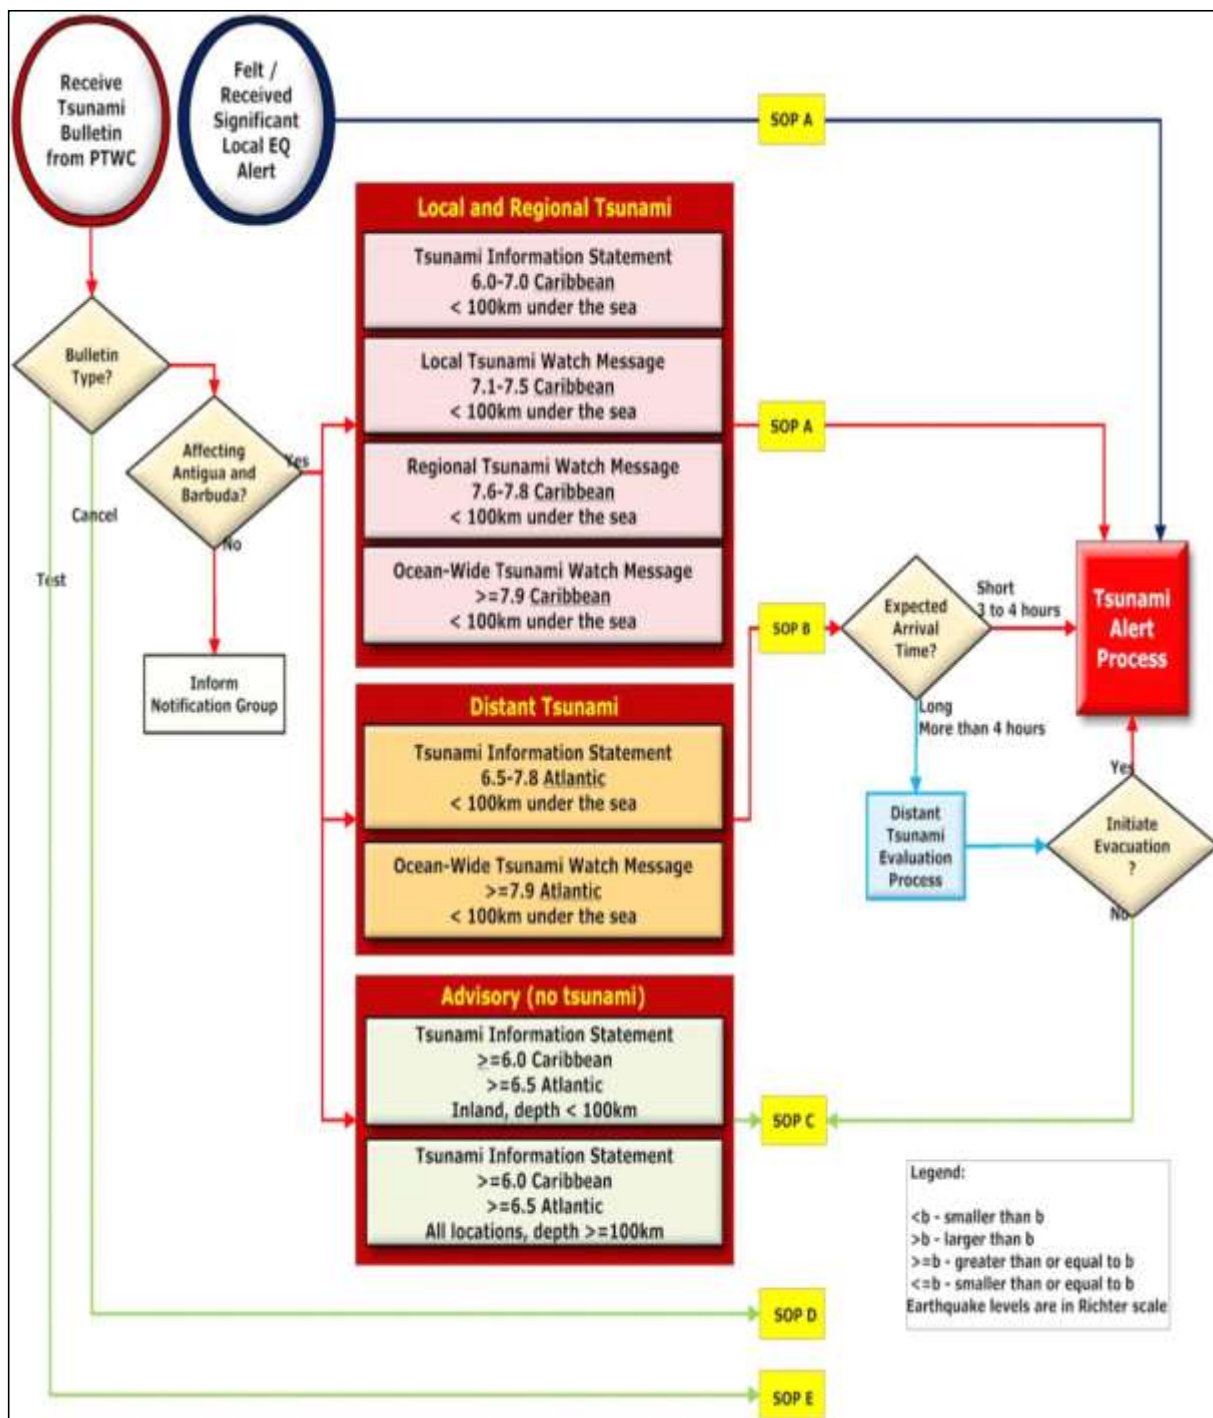 Receive
Tsunami
Bulletin
from PTWC
Felt /
Received
Significant
Local EQ
Alert
SOP A
Local and Regional Tsunami
Tsunami Information Statement
6.0-7.0 Caribbean
< 100km under the sea
Local Tsunami Watch Message
7.1-7.5 Caribbean
< 100km under the sea
Regional Tsunami Watch Message
7.6-7.8 Caribbean
< 100km under the sea
Ocean-Wide Tsunami Watch Message
>=7.9 Caribbean
< 100km under the sea
SOP A
Bulletin
Type?
Affecting
Antigua and
Barbuda?
Yes
No
Cancel
Test
Inform
Notification Group
Distant Tsunami
Tsunami Information Statement
6.5-7.8 Atlantic
< 100km under the sea
Ocean-Wide Tsunami Watch Message
>=7.9 Atlantic
< 100km under the sea
SOP B
Expected
Arrival
Time?
Short
3 to 4 hours
Tsunami
Alert
Process
Long
More than 4 hours
Distant
Tsunami
Evaluation
Process
Yes
Initiate
Evacuation
?
No
Advisory (no tsunami)
Tsunami Information Statement
>=6.0 Caribbean
>=6.5 Atlantic
Inland, depth < 100km
Tsunami Information Statement
>=6.0 Caribbean
>=6.5 Atlantic
All locations, depth >=100km
SOP C
SOP D
SOP E
Legend:
<b - smaller than b
>b - larger than b
>=b - greater than or equal to b
<=b - smaller than or equal to b
Earthquake levels are in Richter scale